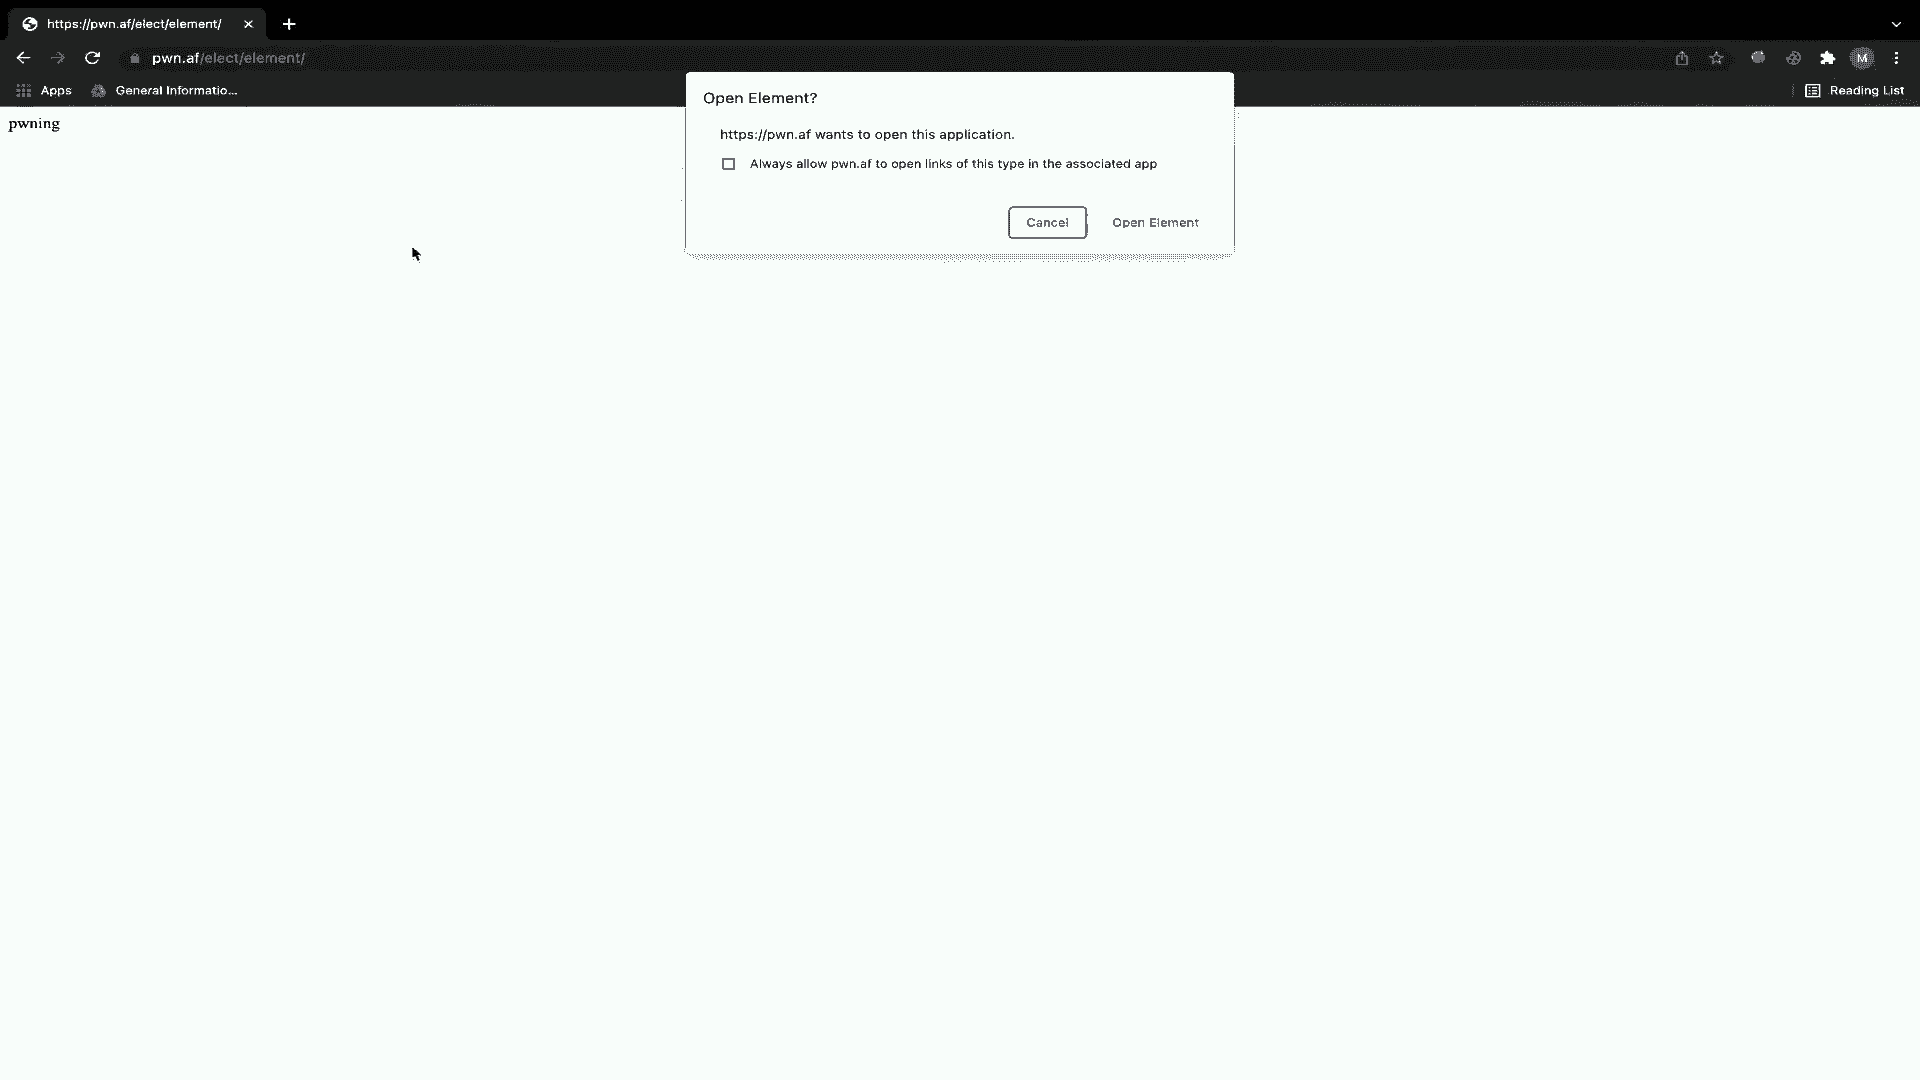 https://pwn.af/elect/element/
pwn.af/elect/element/
M
Apps
General Informatio...
Reading List
Open Element?
https://pwn.af wants to open this application.
Always allow pwn.af to open links of this type in the associated app
Cancel
Open Element
pwning